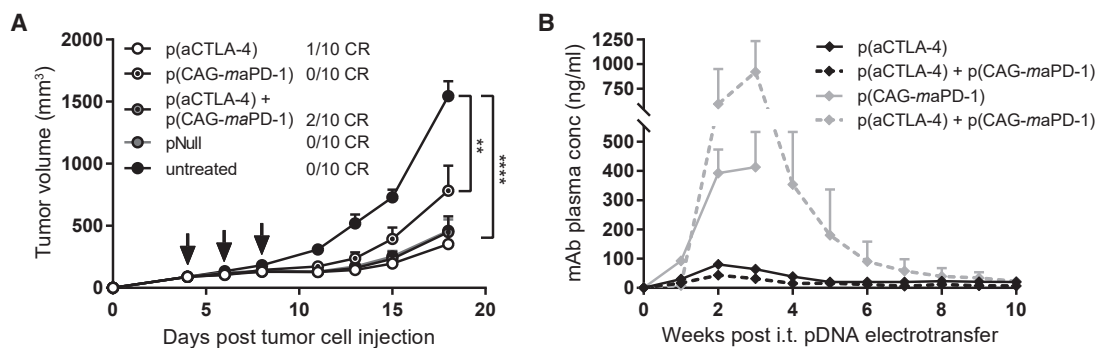 A
Tumor volume (mm³)
2000
1500
1000
500
0
0 5 10 15 20
Days post tumor cell injection
p(aCTLA-4) 1/10 CR
p(CAG-maPD-1) 0/10 CR
p(aCTLA-4) +
p(CAG-maPD-1) 2/10 CR
pNull 0/10 CR
untreated 0/10 CR
**
****
B
mAb plasma conc (ng/ml)
1250
1000
750
500
400
300
200
100
0
0 2 4 6 8 10
Weeks post i.t. pDNA electrotransfer
p(aCTLA-4)
p(aCTLA-4) + p(CAG-maPD-1)
p(CAG-maPD-1)
p(aCTLA-4) + p(CAG-maPD-1)